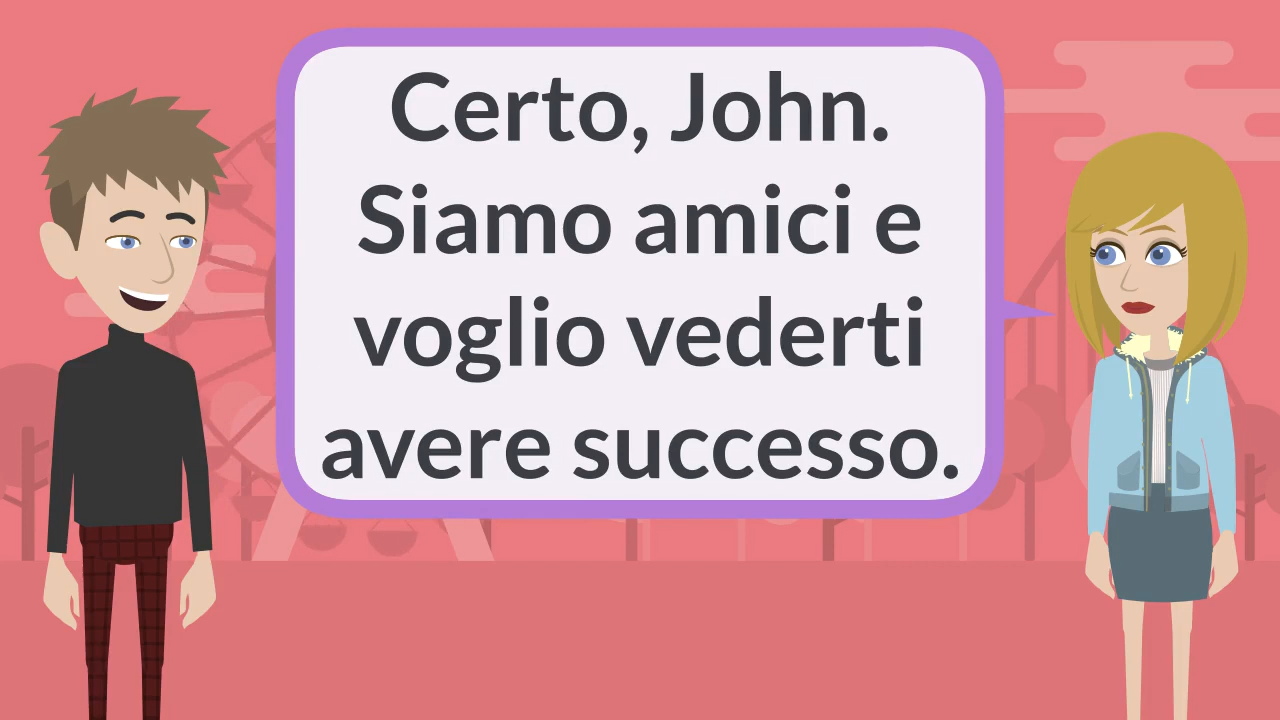 Certo, John.
Siamo amici e
voglio vederti
avere successo.